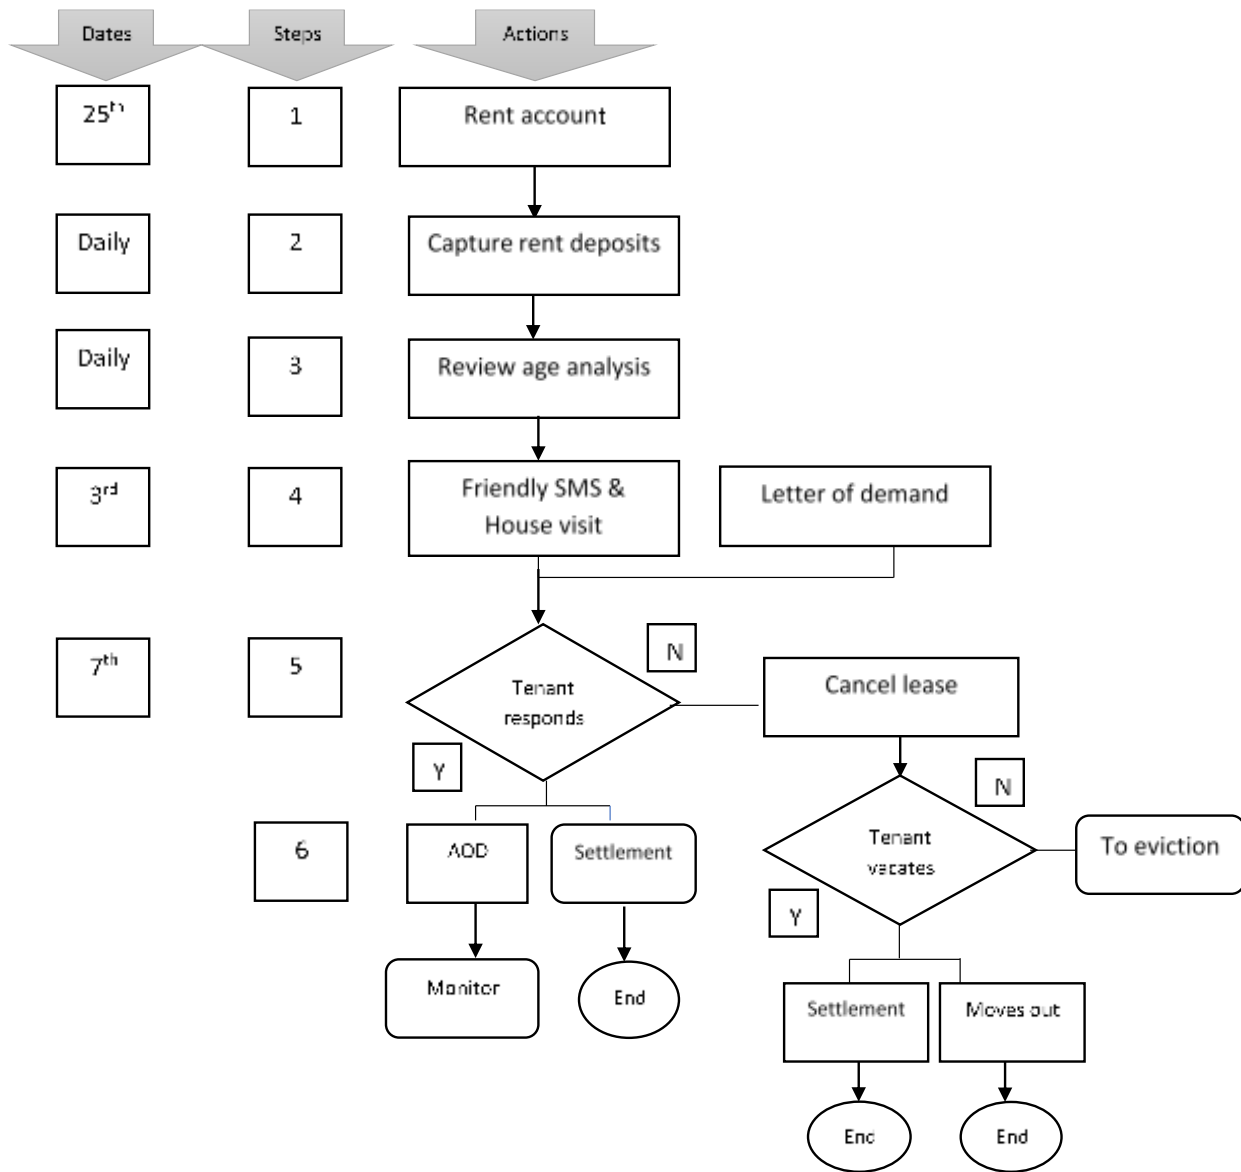 Dates
Steps
Actions
25th
1
Rent account
Daily
2
Capture rent deposits
Daily
3
Review age analysis
3rd
4
Friendly SMS &
House visit
Letter of demand
7th
5
Tenant
responds
N
Cancel lease
Y
N
6
AOD
Settlement
Tenant
vacates
To eviction
Y
Monitor
End
Settlement
Moves out
End
End